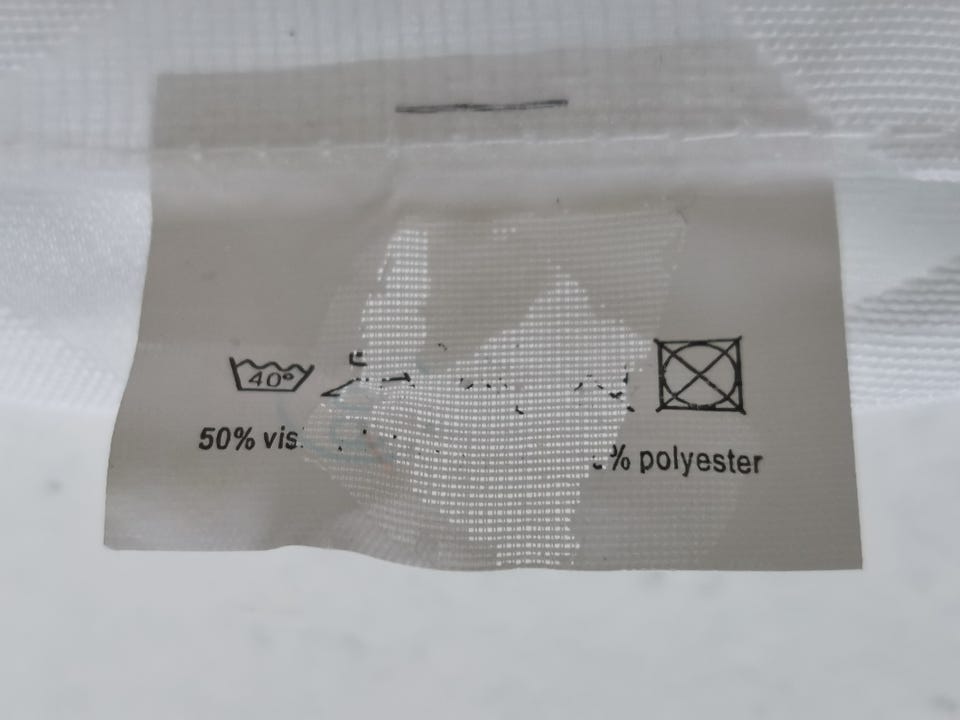 40°
50% vis
% polyester